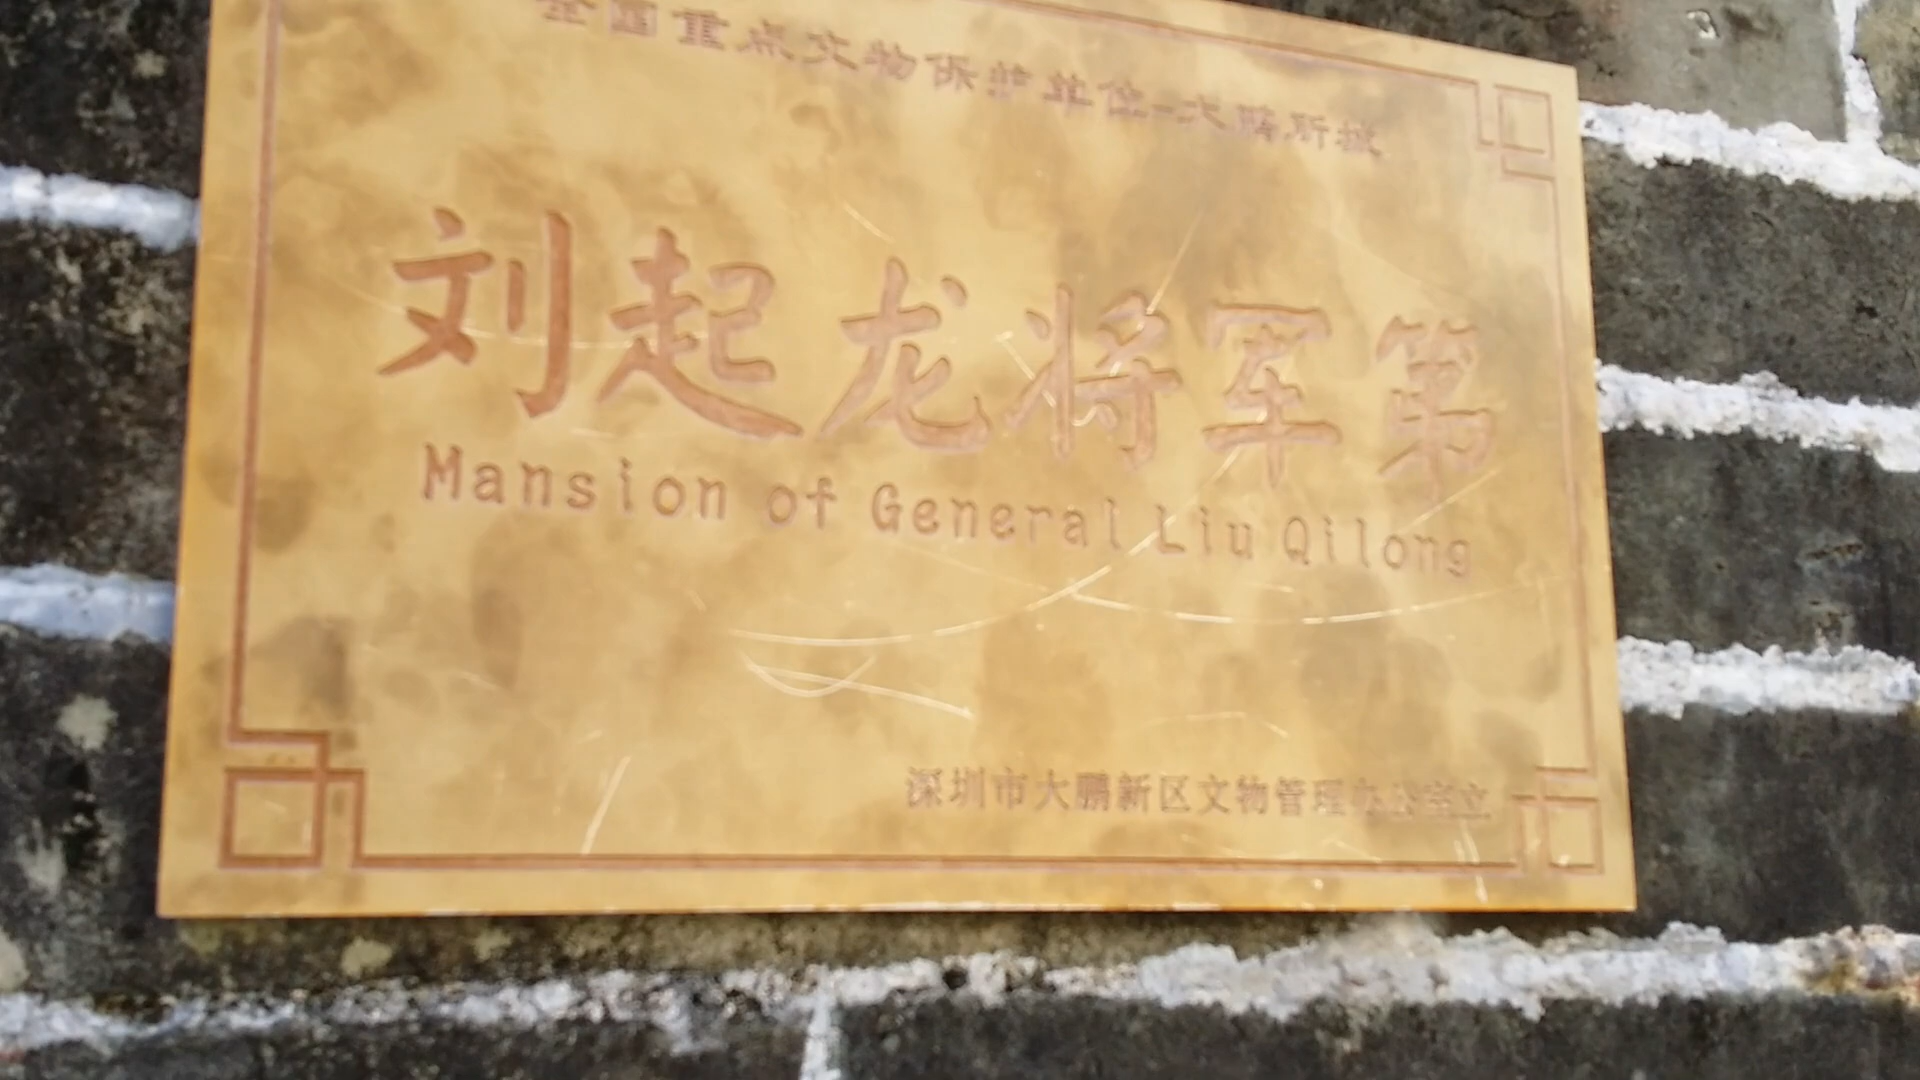 全国重点文物保护单位-大鹏所城
刘起龙将军第
Mansion of General Liu Qilong
深圳市大鹏新区文物管理办公室立